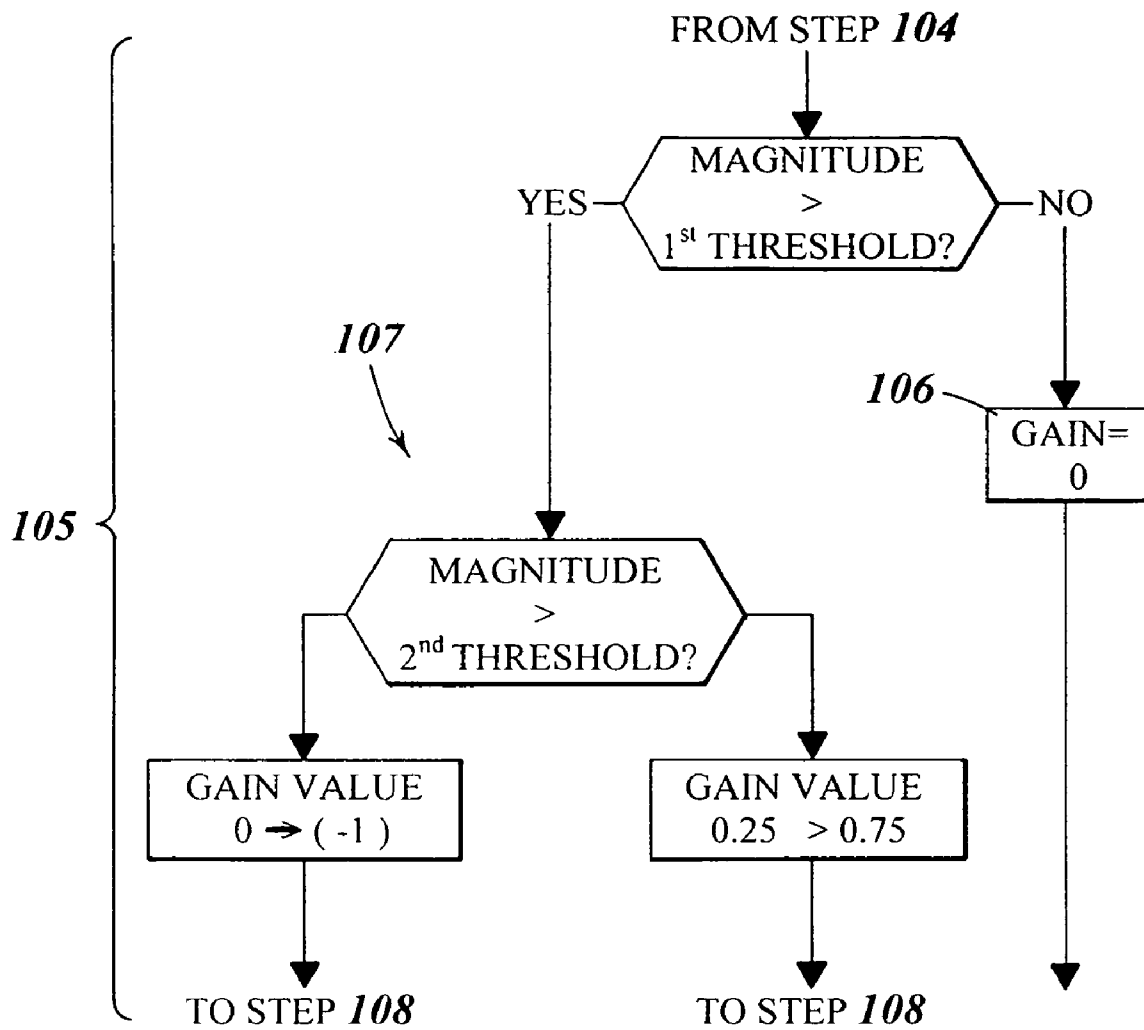 FROM STEP 104
MAGNITUDE
>
1st THRESHOLD?
YES
NO
107
106
GAIN=
0
105
MAGNITUDE
>
2nd THRESHOLD?
GAIN VALUE
0 → ( -1 )
GAIN VALUE
0.25 > 0.75
TO STEP 108
TO STEP 108